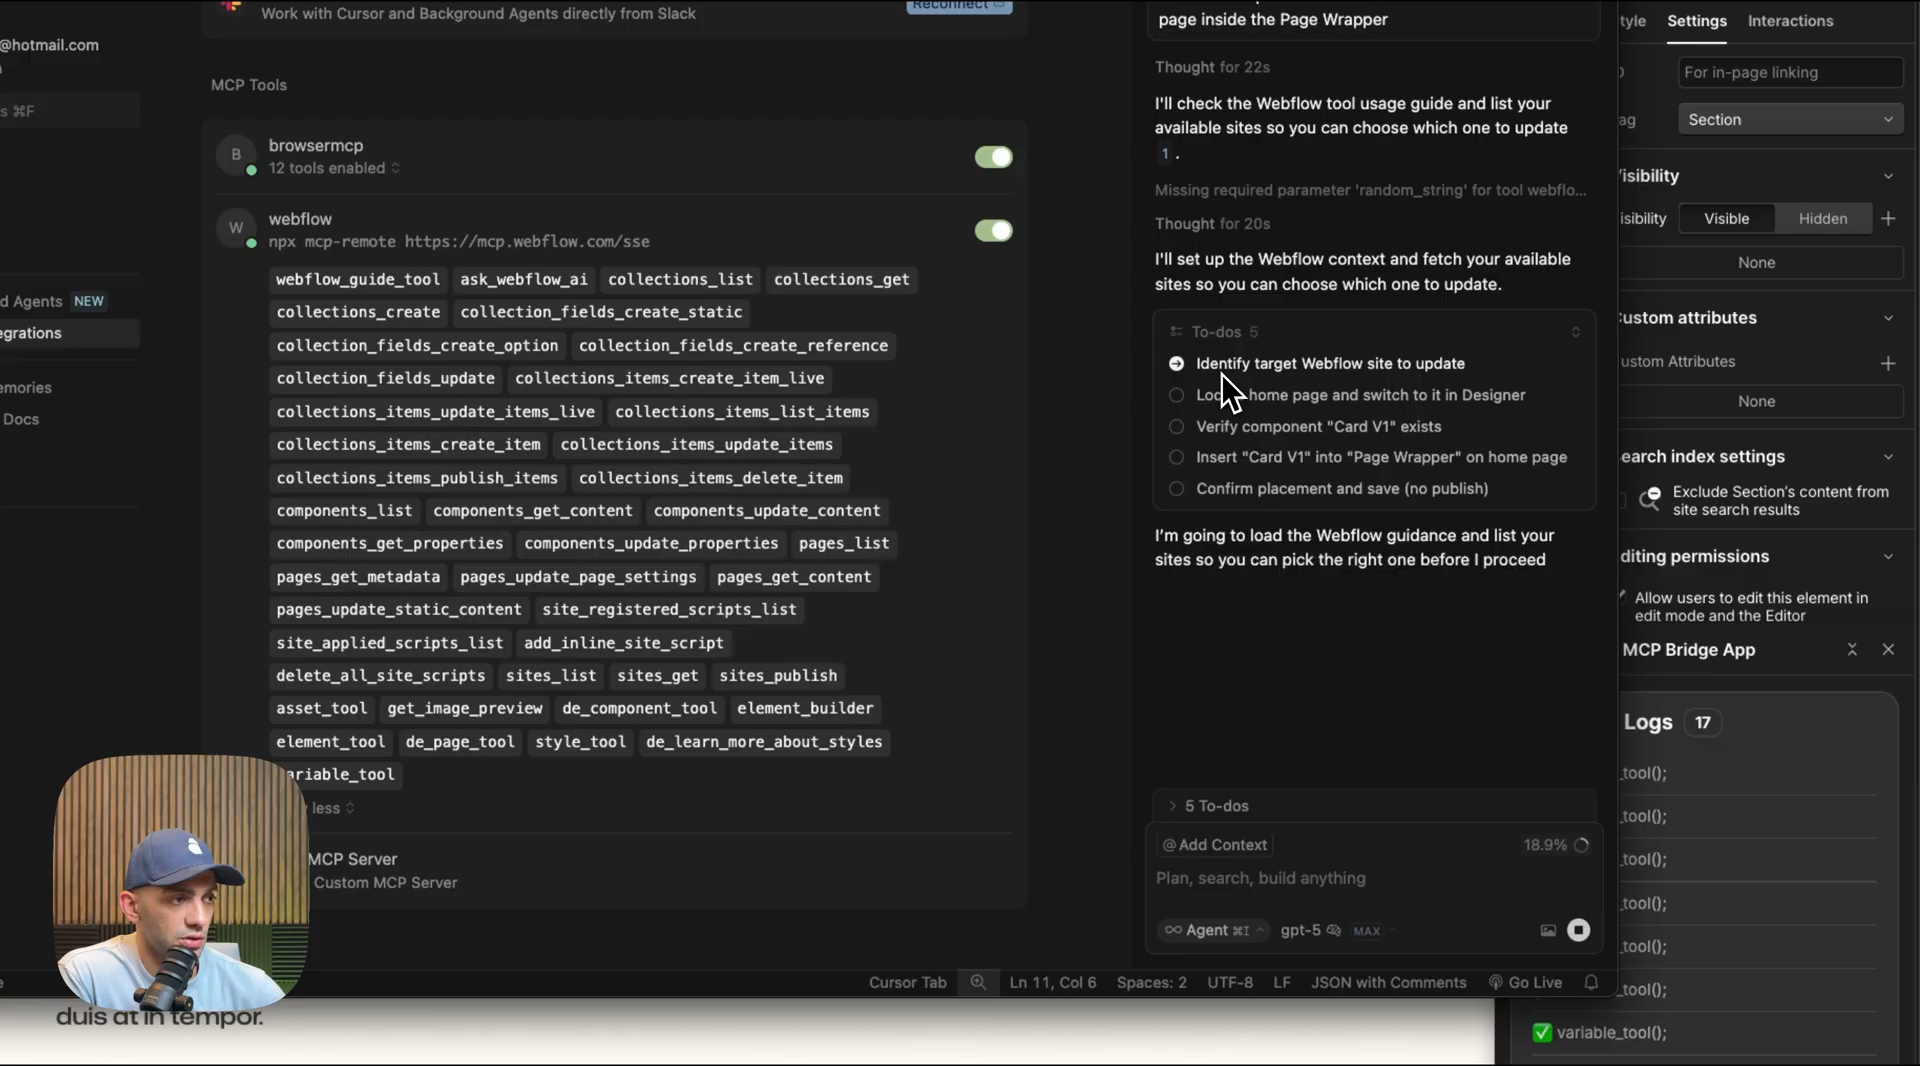 Work with Cursor and Background Agents directly from Slack
Reconnect
@hotmail.com
s ⌘F
d Agents NEW
egrations
emories
Docs
MCP Tools
B
browsermcp
12 tools enabled
W
webflow
npx mcp-remote https://mcp.webflow.com/sse
webflow_guide_tool ask_webflow_ai collections_list collections_get
collections_create collection_fields_create_static
collection_fields_create_option collection_fields_create_reference
collection_fields_update collections_items_create_item_live
collections_items_update_items_live collections_items_list_items
collections_items_create_item collections_items_update_items
collections_items_publish_items collections_items_delete_item
components_list components_get_content components_update_content
components_get_properties components_update_properties pages_list
pages_get_metadata pages_update_page_settings pages_get_content
pages_update_static_content site_registered_scripts_list
site_applied_scripts_list add_inline_site_script
delete_all_site_scripts sites_list sites_get sites_publish
asset_tool get_image_preview de_component_tool element_builder
element_tool de_page_tool style_tool de_learn_more_about_styles
ariable_tool
less
MCP Server
Custom MCP Server
page inside the Page Wrapper
Thought for 22s
I'll check the Webflow tool usage guide and list your
available sites so you can choose which one to update
1 .
Missing required parameter 'random_string' for tool webflo...
Thought for 20s
I'll set up the Webflow context and fetch your available
sites so you can choose which one to update.
To-dos 5
Identify target Webflow site to update
home page and switch to it in Designer
Verify component "Card V1" exists
Insert "Card V1" into "Page Wrapper" on home page
Confirm placement and save (no publish)
I'm going to load the Webflow guidance and list your
sites so you can pick the right one before I proceed
5 To-dos
@ Add Context
18.9%
Plan, search, build anything
∞ Agent ⌘I
gpt-5
MAX
Cursor Tab
Ln 11, Col 6
Spaces: 2
UTF-8
LF
JSON with Comments
Go Live
tyle Settings Interactions
For in-page linking
ag
Section
isibility
isibility
Visible
Hidden
None
ustom attributes
ustom Attributes
None
earch index settings
Exclude Section's content from
site search results
diting permissions
Allow users to edit this element in
edit mode and the Editor
MCP Bridge App
Logs 17
_tool();
_tool();
_tool();
_tool();
_tool();
_tool();
✅ variable_tool();
duis at in tempor.